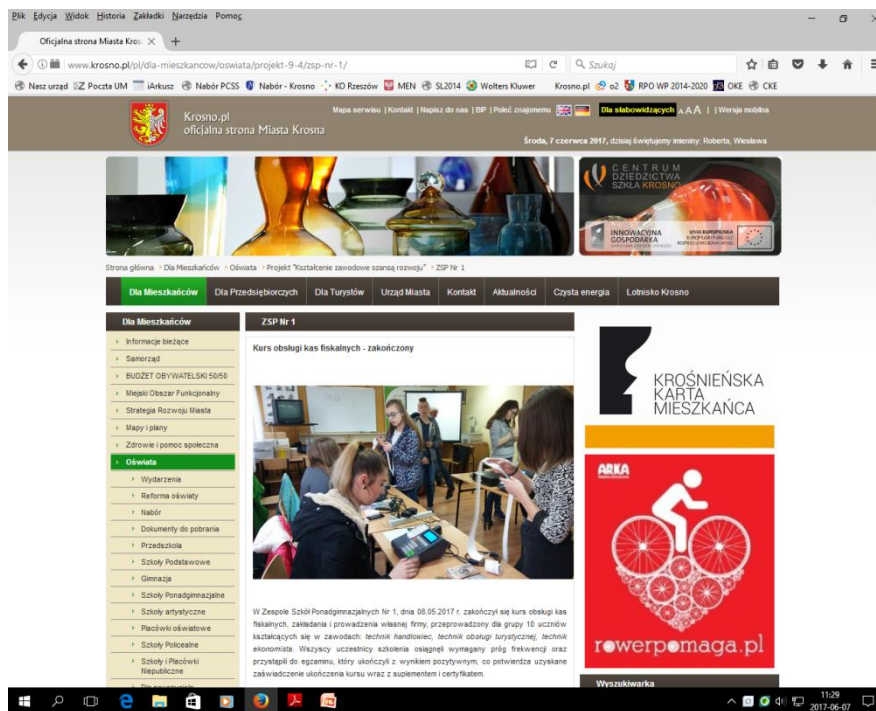 Plik Edycja Widok Historia Zakładki Narzędzia Pomoc
Oficjalna strona Miasta Kros
www.krosno.pl/pl/dla-mieszkancow/oswiata/projekt-9-4/zsp-nr-1/
Szukaj
Nasz urząd Poczta UM iArkusz Nabór PCSS Nabór - Krosno KO Rzeszów MEN SL2014 Wolters Kluwer Krosno.pl o2 RPO WP 2014-2020 OKE CKE
Mapa serwisu | Kontakt | Napisz do nas | BIP | Poleć znajomemu Dla słabowidzących A A A | | Wersja mobilna
Krosno.pl
oficjalna strona Miasta Krosna
Środa, 7 czerwca 2017, dzisiaj świętujemy imieniny: Roberta, Wiesława
CENTRUM
DZIEDZICTWA
SZKŁA KROSNO
INNOWACYJNA
GOSPODARKA
UNIA EUROPEJSKA
Strona główna Dla Mieszkańców Oświata Projekt "Kształcenie zawodowe szansą rozwoju" ZSP Nr 1
Dla Mieszkańców Dla Przedsiębiorczych Dla Turystów Urząd Miasta Kontakt Aktualności Czysta energia Lotnisko Krosno
Dla Mieszkańców
Informacje bieżące
Samorząd
BUDŻET OBYWATELSKI 50/50
Miejski Obszar Funkcjonalny
Strategia Rozwoju Miasta
Mapy i plany
Zdrowie i pomoc społeczna
Oświata
Wydarzenia
Reforma oświaty
Nabór
Dokumenty do pobrania
Przedszkola
Szkoły Podstawowe
Gimnazja
Szkoły Ponadgimnazjalne
Szkoły artystyczne
Placówki oświatowe
Szkoły Policealne
Szkoły i Placówki
Niepubliczne
ZSP Nr 1
Kurs obsługi kas fiskalnych - zakończony
W Zespole Szkół Ponadgimnazjalnych Nr 1, dnia 08.05.2017 r. zakończył się kurs obsługi kas
fiskalnych, zakładania i prowadzenia własnej firmy, przeprowadzony dla grupy 10 uczniów
kształcących się w zawodach: technik handlowiec, technik obsługi turystycznej, technik
ekonomista. Wszyscy uczestnicy szkolenia osiągnęli wymagany próg frekwencji oraz
przystąpili do egzaminu, który ukończyli z wynikiem pozytywnym, co potwierdza uzyskane
zaświadczenie ukończenia kursu wraz z suplementem i certyfikatem.
KROŚNIEŃSKA
KARTA
MIESZKAŃCA
ARKA
rowerpomaga.pl
Wyszukiwarka
11:29
2017-06-07